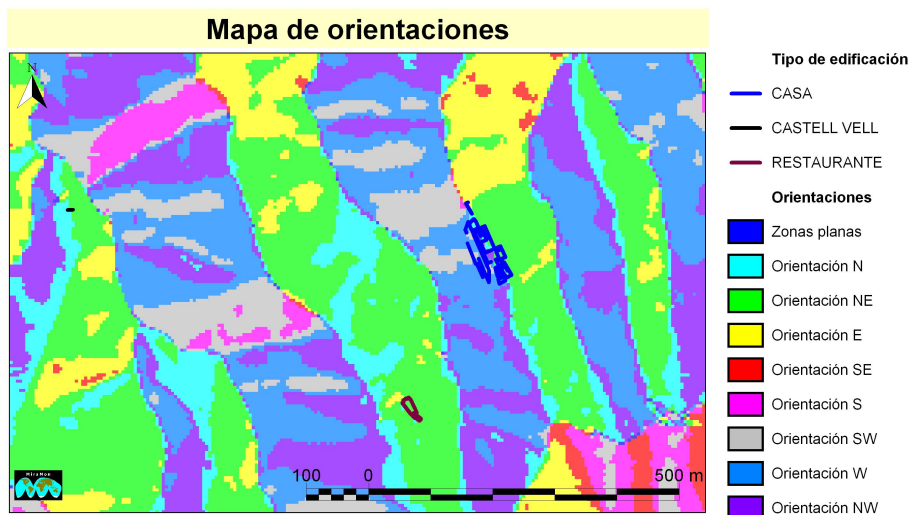 Mapa de orientaciones
N
Tipo de edificación
CASA
CASTELL VELL
RESTAURANTE
Orientaciones
Zonas planas
Orientación N
Orientación NE
Orientación E
Orientación SE
Orientación S
Orientación SW
Orientación W
Orientación NW
MiraMon
100 0 500 m